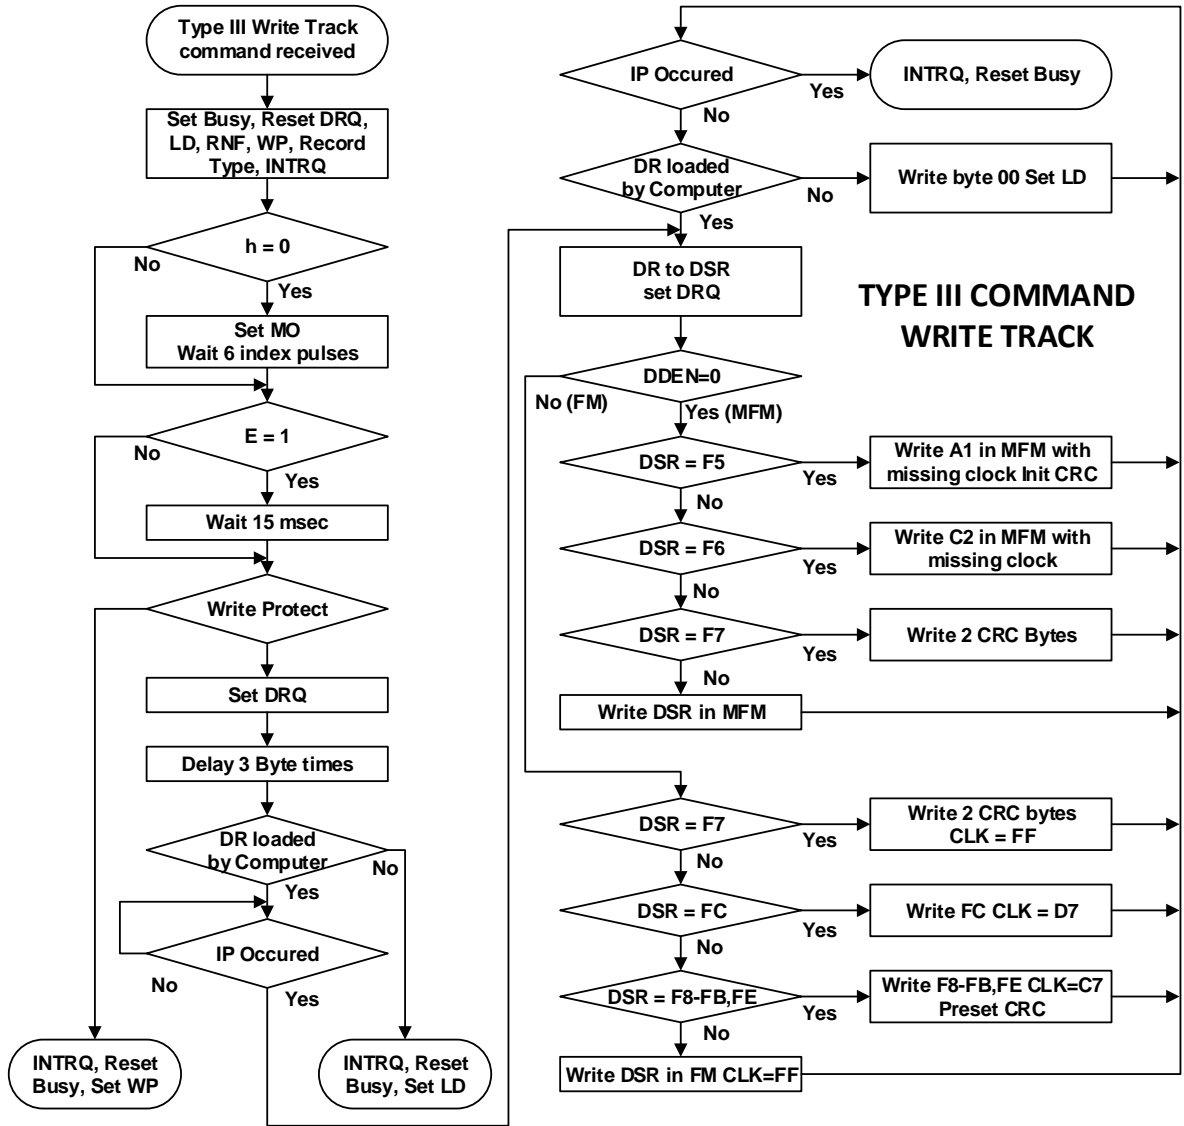 Type III Write Track
command received
Set Busy, Reset DRQ,
LD, RNF, WP, Record
Type, INTRQ
h = 0
No
Yes
Set MO
Wait 6 index pulses
E = 1
No
Yes
Wait 15 msec
Write Protect
Set DRQ
Delay 3 Byte times
DR loaded
by Computer
No
Yes
IP Occured
No
Yes
INTRQ, Reset
Busy, Set WP
INTRQ, Reset
Busy, Set LD
IP Occured
Yes
INTRQ, Reset Busy
No
DR loaded
by Computer
No
Write byte 00 Set LD
Yes
DR to DSR
set DRQ
TYPE III COMMAND
WRITE TRACK
DDEN=0
No (FM)
Yes (MFM)
DSR = F5
Yes
Write A1 in MFM with
missing clock Init CRC
No
DSR = F6
Yes
Write C2 in MFM with
missing clock
No
DSR = F7
Yes
Write 2 CRC Bytes
No
Write DSR in MFM
DSR = F7
Yes
Write 2 CRC bytes
CLK = FF
No
DSR = FC
Yes
Write FC CLK = D7
No
DSR = F8-FB,FE
Yes
Write F8-FB,FE CLK=C7
Preset CRC
No
Write DSR in FM CLK=FF